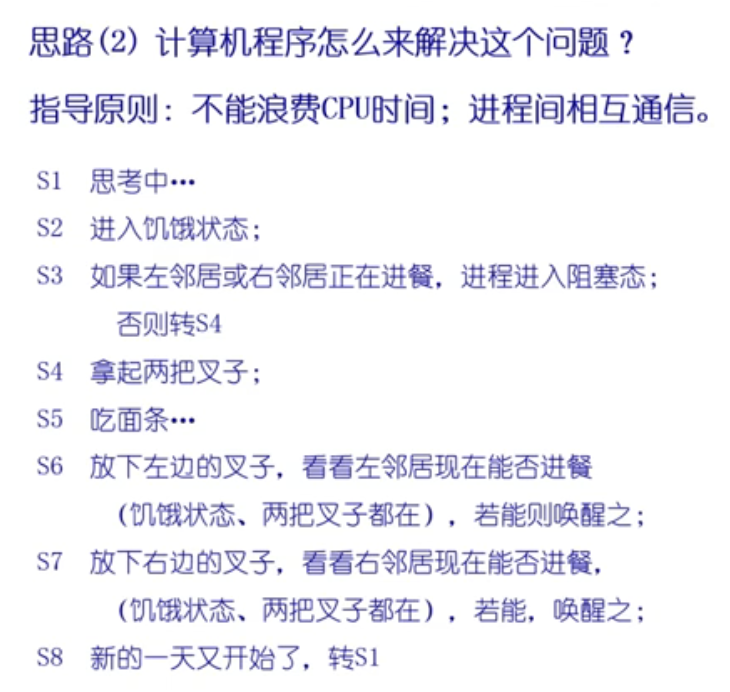 思路(2) 计算机程序怎么来解决这个问题？
指导原则：不能浪费CPU时间；进程间相互通信。
S1 思考中…
S2 进入饥饿状态；
S3 如果左邻居或右邻居正在进餐，进程进入阻塞态；
否则转S4
S4 拿起两把叉子；
S5 吃面条…
S6 放下左边的叉子，看看左邻居现在能否进餐
(饥饿状态、两把叉子都在)，若能则唤醒之；
S7 放下右边的叉子，看看右邻居现在能否进餐，
(饥饿状态、两把叉子都在)，若能，唤醒之；
S8 新的一天又开始了，转S1